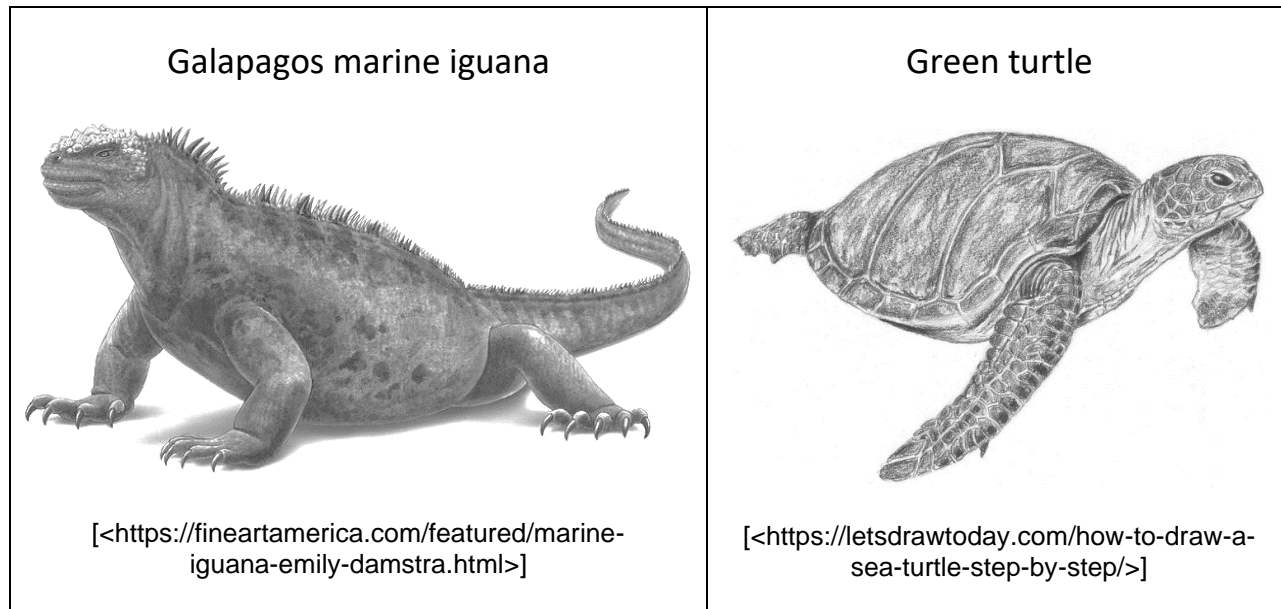 Galapagos marine iguana
[<https://fineartamerica.com/featured/marine-
iguana-emily-damstra.html>]
Green turtle
[<https://letsdrawtoday.com/how-to-draw-a-
sea-turtle-step-by-step/>]